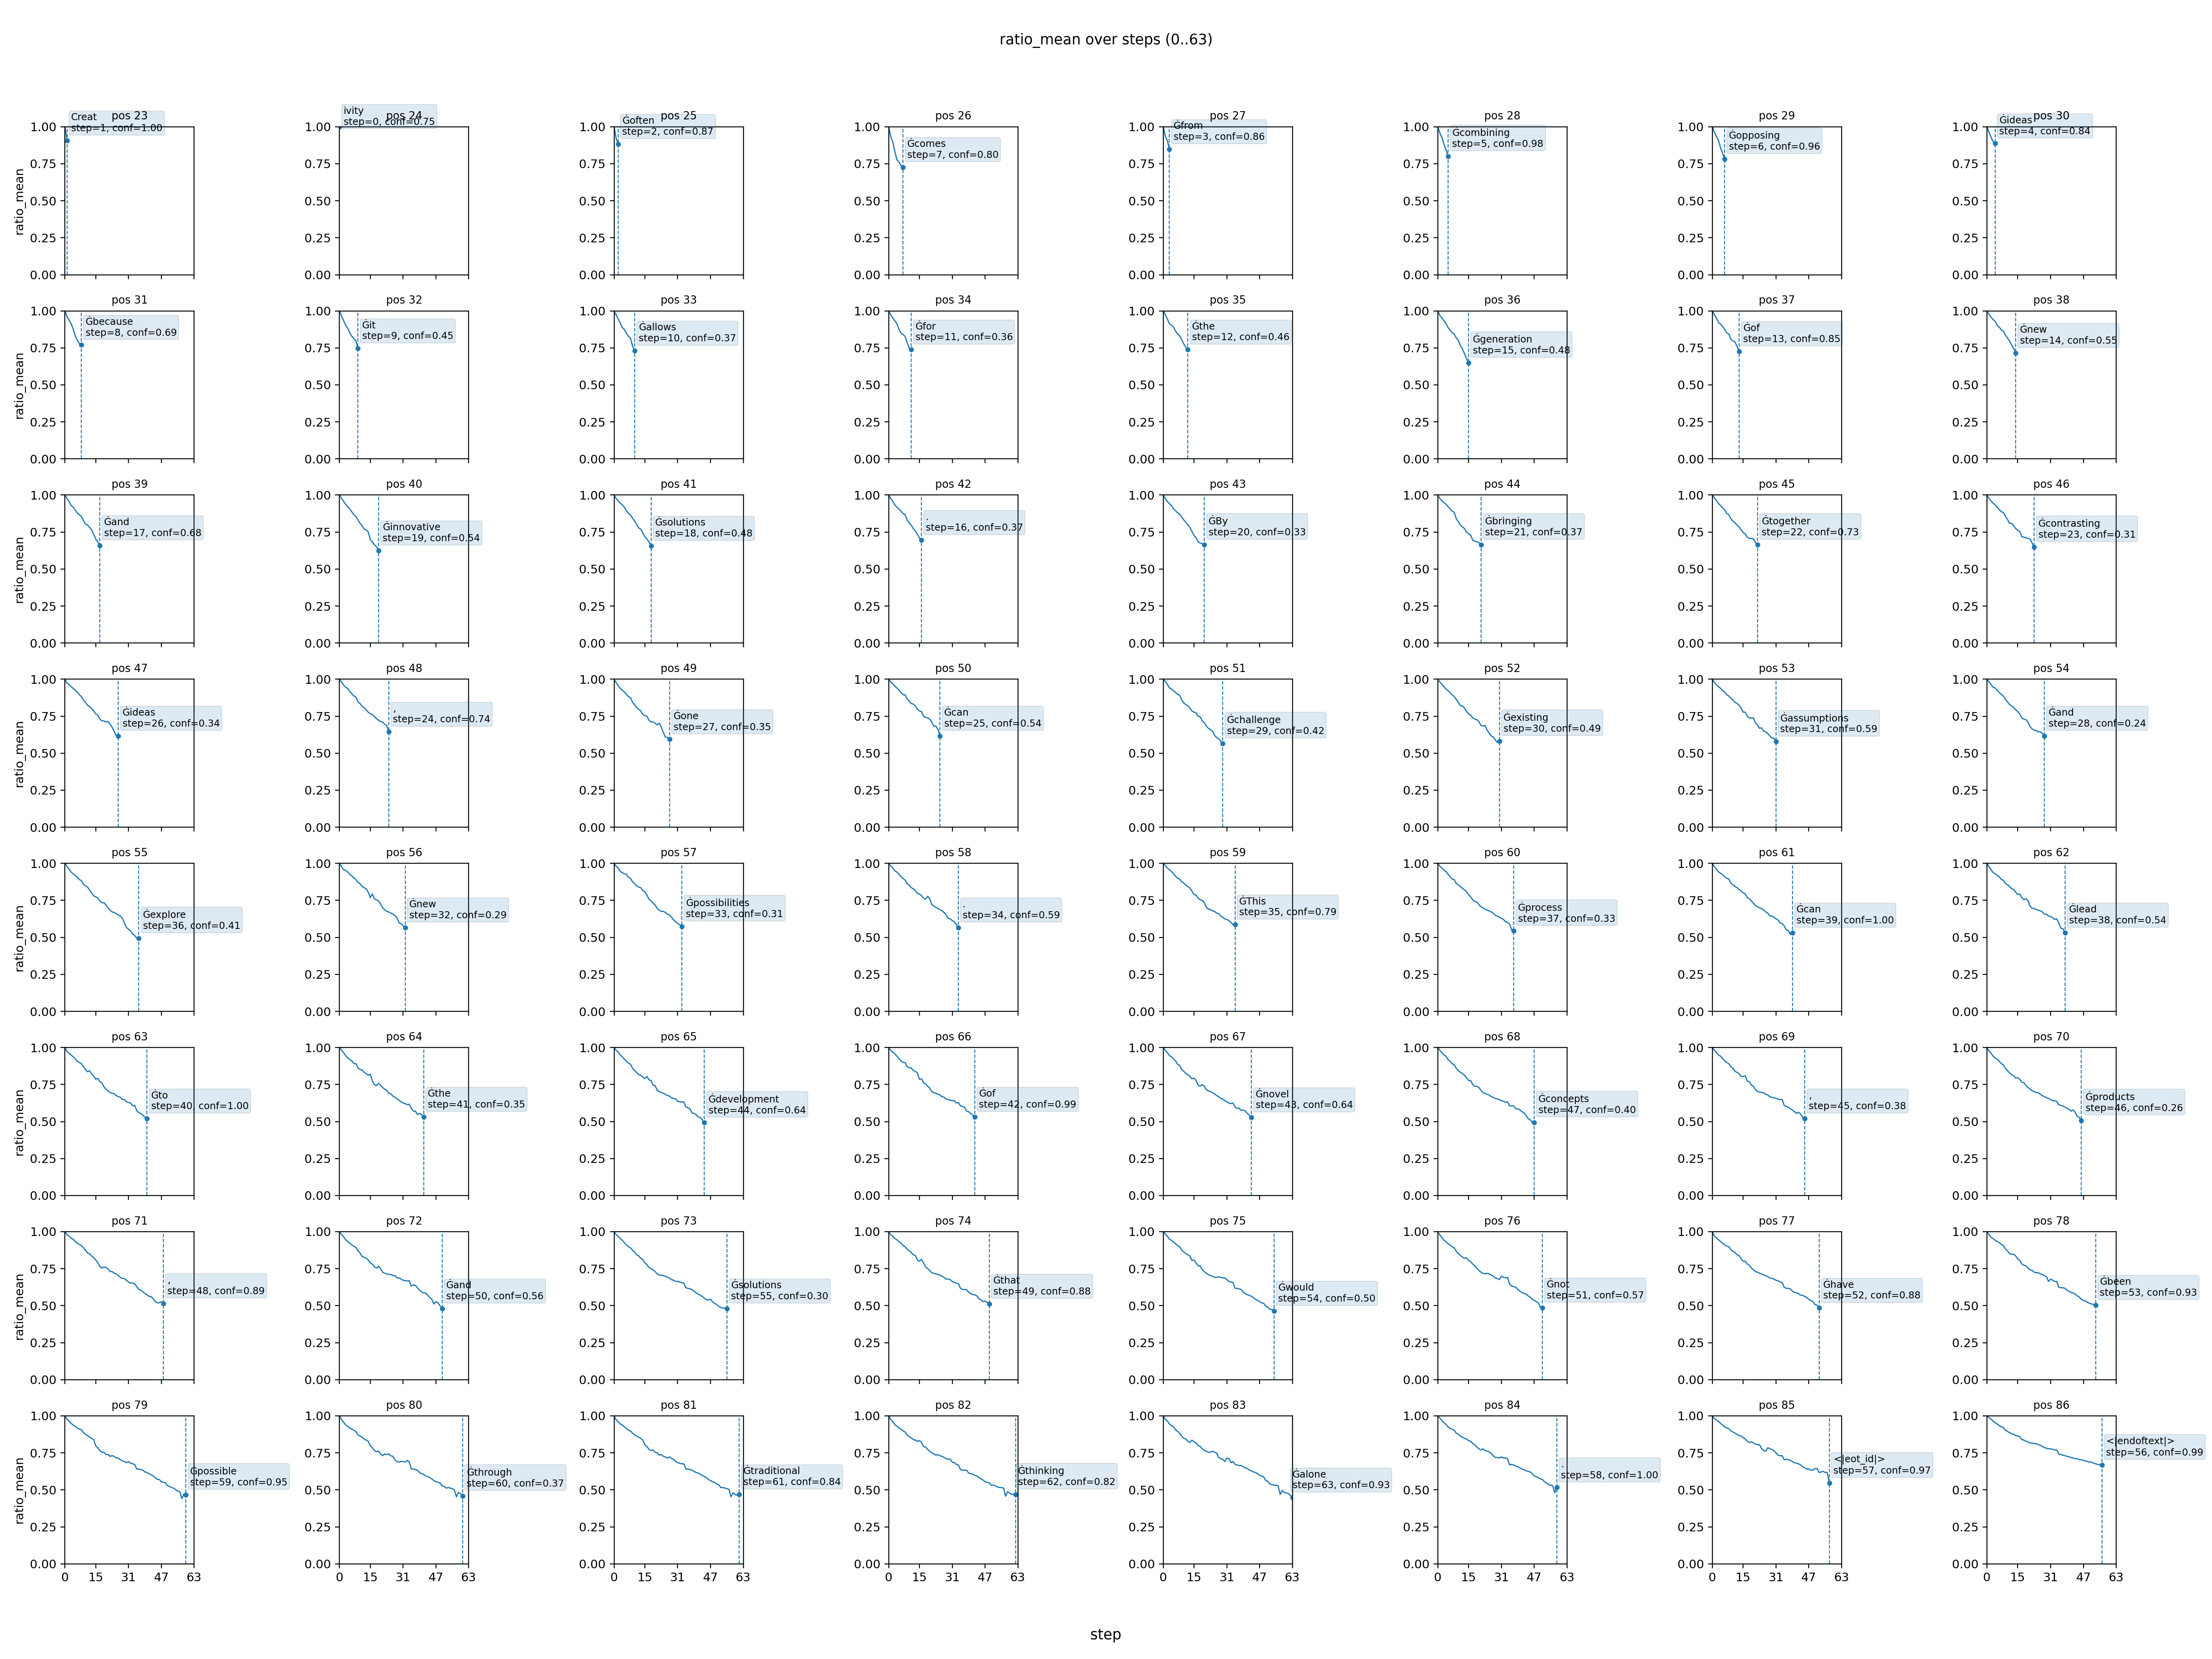 ratio_mean over steps (0..63)
pos 23
Creat
step=1, conf=1.00
pos 24
ivity
step=0, conf=0.75
pos 25
Ġoften
step=2, conf=0.87
pos 26
Ġcomes
step=7, conf=0.80
pos 27
Ġfrom
step=3, conf=0.86
pos 28
Ġcombining
step=5, conf=0.98
pos 29
Ġopposing
step=6, conf=0.96
pos 30
Ġideas
step=4, conf=0.84
1.00
0.75
0.50
0.25
0.00
ratio_mean
pos 31
Ġbecause
step=8, conf=0.69
pos 32
Ġit
step=9, conf=0.45
pos 33
Ġallows
step=10, conf=0.37
pos 34
Ġfor
step=11, conf=0.36
pos 35
Ġthe
step=12, conf=0.46
pos 36
Ġgeneration
step=15, conf=0.48
pos 37
Ġof
step=13, conf=0.85
pos 38
Ġnew
step=14, conf=0.55
ratio_mean
pos 39
Ġand
step=17, conf=0.68
pos 40
Ġinnovative
step=19, conf=0.54
pos 41
Ġsolutions
step=18, conf=0.48
pos 42
.
step=16, conf=0.37
pos 43
ĠBy
step=20, conf=0.33
pos 44
Ġbringing
step=21, conf=0.37
pos 45
Ġtogether
step=22, conf=0.73
pos 46
Ġcontrasting
step=23, conf=0.31
ratio_mean
pos 47
Ġideas
step=26, conf=0.34
pos 48
,
step=24, conf=0.74
pos 49
Ġone
step=27, conf=0.35
pos 50
Ġcan
step=25, conf=0.54
pos 51
Ġchallenge
step=29, conf=0.42
pos 52
Ġexisting
step=30, conf=0.49
pos 53
Ġassumptions
step=31, conf=0.59
pos 54
Ġand
step=28, conf=0.24
ratio_mean
pos 55
Ġexplore
step=36, conf=0.41
pos 56
Ġnew
step=32, conf=0.29
pos 57
Ġpossibilities
step=33, conf=0.31
pos 58
.
step=34, conf=0.59
pos 59
ĠThis
step=35, conf=0.79
pos 60
Ġprocess
step=37, conf=0.33
pos 61
Ġcan
step=39, conf=1.00
pos 62
Ġlead
step=38, conf=0.54
ratio_mean
pos 63
Ġto
step=40, conf=1.00
pos 64
Ġthe
step=41, conf=0.35
pos 65
Ġdevelopment
step=44, conf=0.64
pos 66
Ġof
step=42, conf=0.99
pos 67
Ġnovel
step=43, conf=0.64
pos 68
Ġconcepts
step=47, conf=0.40
pos 69
,
step=45, conf=0.38
pos 70
Ġproducts
step=46, conf=0.26
ratio_mean
pos 71
,
step=48, conf=0.89
pos 72
Ġand
step=50, conf=0.56
pos 73
Ġsolutions
step=55, conf=0.30
pos 74
Ġthat
step=49, conf=0.88
pos 75
Ġwould
step=54, conf=0.50
pos 76
Ġnot
step=51, conf=0.57
pos 77
Ġhave
step=52, conf=0.88
pos 78
Ġbeen
step=53, conf=0.93
ratio_mean
pos 79
Ġpossible
step=59, conf=0.95
pos 80
Ġthrough
step=60, conf=0.37
pos 81
Ġtraditional
step=61, conf=0.84
pos 82
Ġthinking
step=62, conf=0.82
pos 83
Ġalone
step=63, conf=0.93
pos 84
.
step=58, conf=1.00
pos 85
<|eot_id|>
step=57, conf=0.97
pos 86
<|endoftext|>
step=56, conf=0.99
ratio_mean
0 15 31 47 63
step